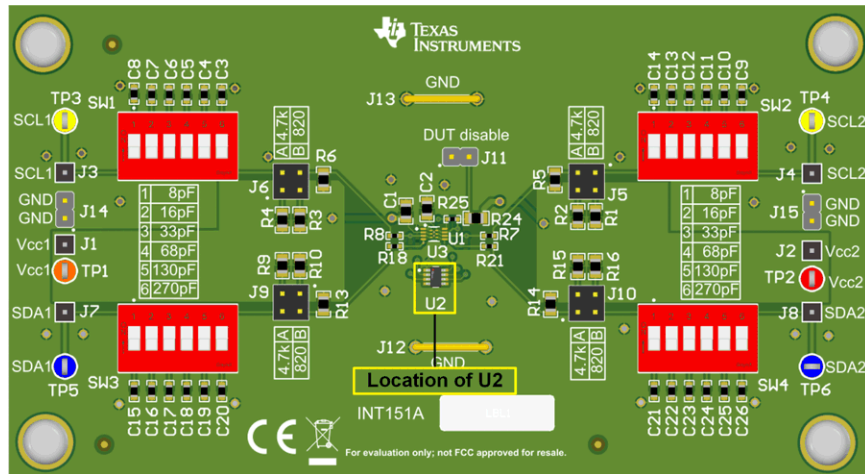 TEXAS
INSTRUMENTS
C8 C7 C6 C5 C4 C3
C14 C13 C12 C11 C10 C9
TP3
SW1
GND
J13
SW2
TP4
SCL1
SCL2
A 4.7k
B 820
DUT disable
J11
A 4.7k
B 820
SCL1
J3
R6
R5
J4
SCL2
GND
GND
J14
1 8pF
2 16pF
3 33pF
4 68pF
5 130pF
6 270pF
J6
R4 R3
C1 C2
R25
R24
R8
U1
R7
R18
U3
R21
J5
R2 R1
1 8pF
2 16pF
3 33pF
4 68pF
5 130pF
6 270pF
J15
GND
GND
Vcc1
J1
J2
Vcc2
Vcc1
TP1
R9 R10
R15 R16
TP2
Vcc2
SDA1
J7
J9
R13
U2
R14
J10
J8
SDA2
4.7k A
820 B
J12
GND
4.7k A
820 B
SDA1
TP5
SW3
Location of U2
SW4
TP6
SDA2
C15 C16 C17 C18 C19 C20
INT151A
C21 C22 C23 C24 C25 C26
CE
For evaluation only; not FCC approved for resale.